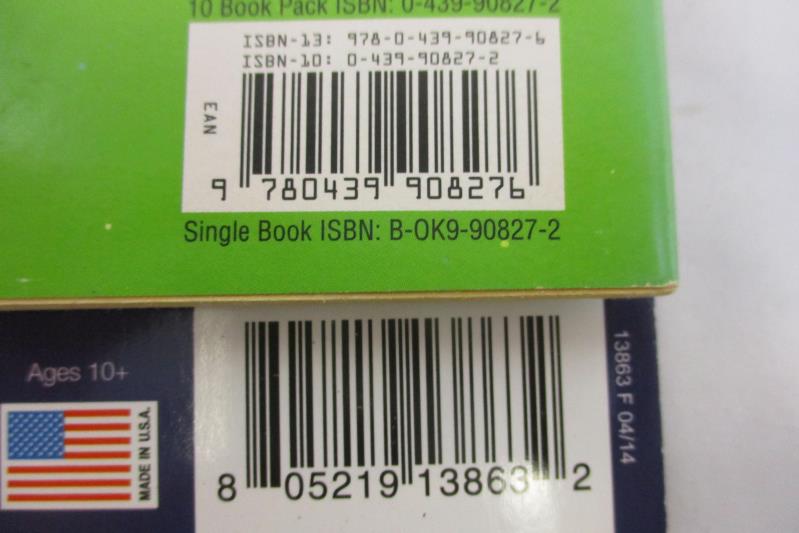 10 Book Pack ISBN: 0-439-90827-2
ISBN-13: 978-0-439-90827-6
ISBN-10: 0-439-90827-2
EAN
9 780439 908276
Single Book ISBN: B-OK9-90827-2
Ages 10+
MADE IN U.S.A.
8 05219 13863 2
13863 F 04/14